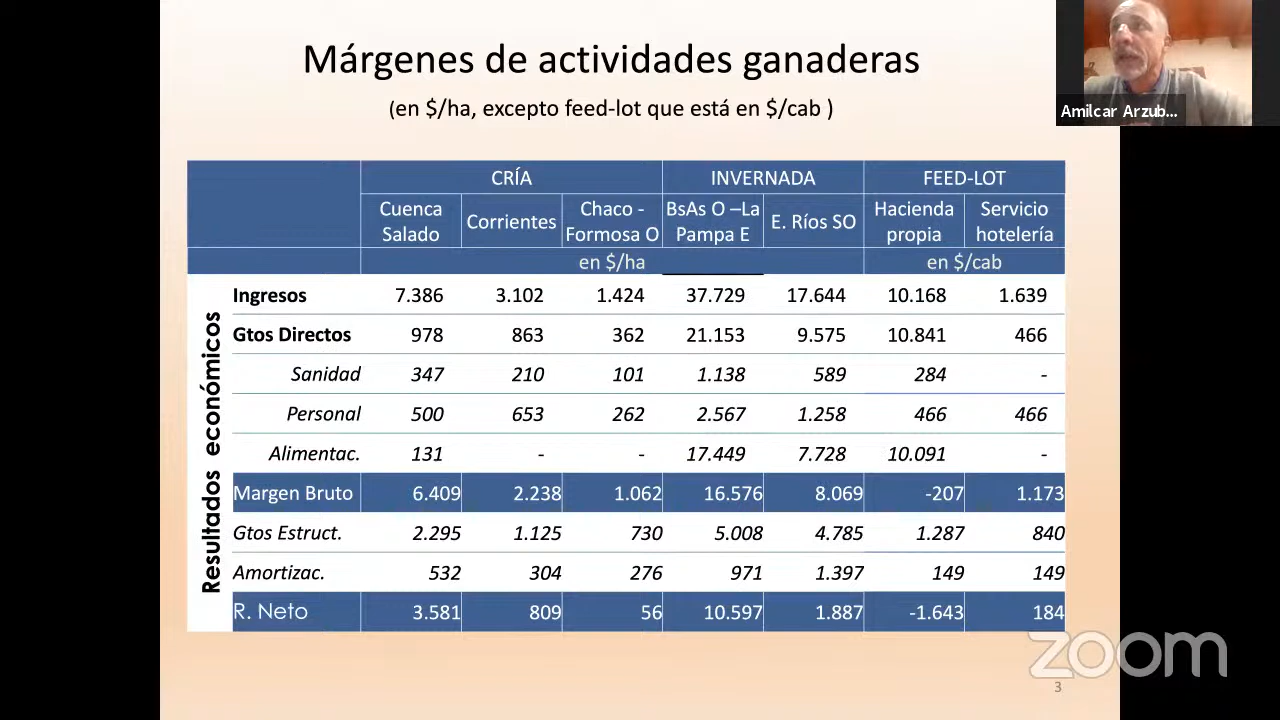 Márgenes de actividades ganaderas
(en $/ha, excepto feed-lot que está en $/cab )
Amilcar Arzub...
CRÍA INVERNADA FEED-LOT
Cuenca Salado Corrientes Chaco - Formosa O BsAs O –La Pampa E E. Ríos SO Hacienda propia Servicio hotelería
en $/ha en $/cab
Resultados económicos
Ingresos 7.386 3.102 1.424 37.729 17.644 10.168 1.639
Gtos Directos 978 863 362 21.153 9.575 10.841 466
Sanidad 347 210 101 1.138 589 284 -
Personal 500 653 262 2.567 1.258 466 466
Alimentac. 131 - - 17.449 7.728 10.091 -
Margen Bruto 6.409 2.238 1.062 16.576 8.069 -207 1.173
Gtos Estruct. 2.295 1.125 730 5.008 4.785 1.287 840
Amortizac. 532 304 276 971 1.397 149 149
R. Neto 3.581 809 56 10.597 1.887 -1.643 184
zoom
3